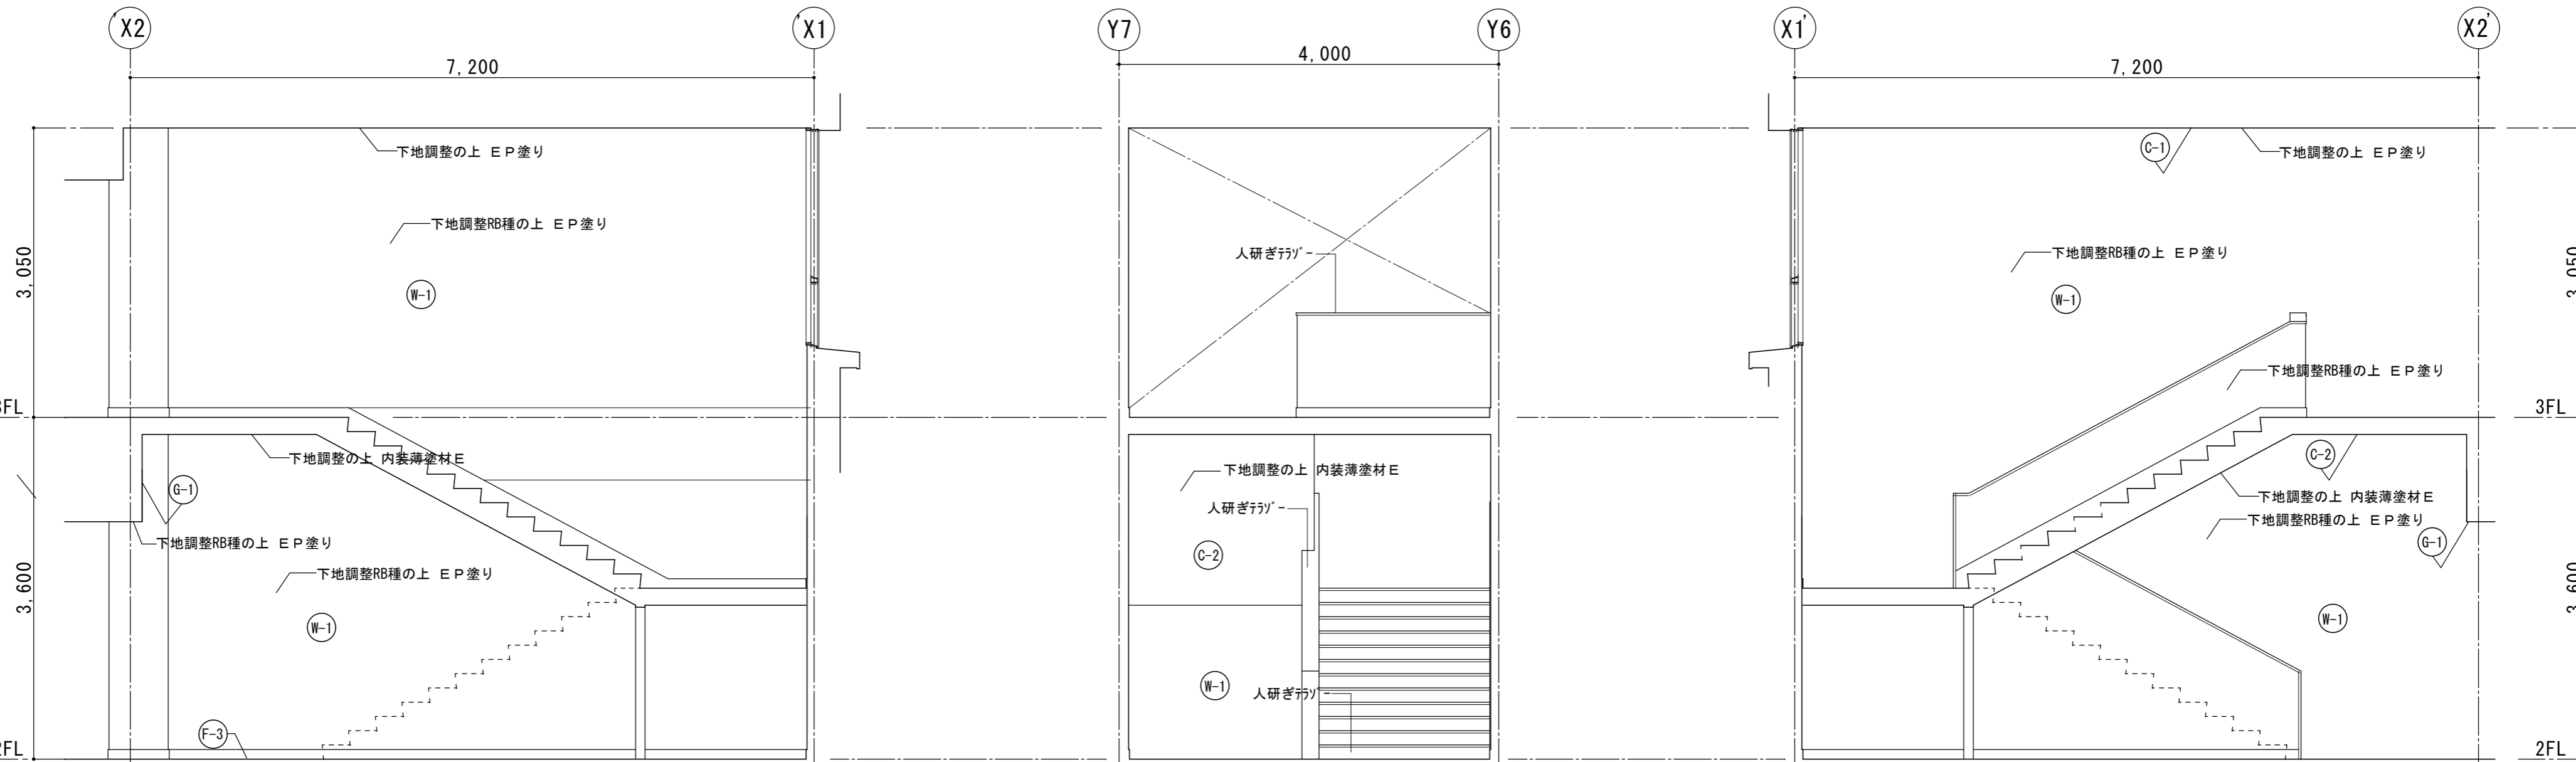 'X2
'X1
Y7
Y6
X1'
X2'
7,200
4,000
7,200
下地調整の上 ＥＰ塗り
C-1
下地調整の上 ＥＰ塗り
下地調整RB種の上 ＥＰ塗り
人研ぎﾃﾗｿﾞｰ
下地調整RB種の上 ＥＰ塗り
3,050
W-1
W-1
3,050
下地調整RB種の上 ＥＰ塗り
3FL
3FL
下地調整の上 内装薄塗材Ｅ
下地調整の上 内装薄塗材Ｅ
C-2
G-1
人研ぎﾃﾗｿﾞｰ
下地調整の上 内装薄塗材Ｅ
下地調整RB種の上 ＥＰ塗り
下地調整RB種の上 ＥＰ塗り
G-1
C-2
下地調整RB種の上 ＥＰ塗り
3,600
3,600
W-1
W-1
W-1
人研ぎﾃﾗｿﾞｰ
F-3
2FL
2FL